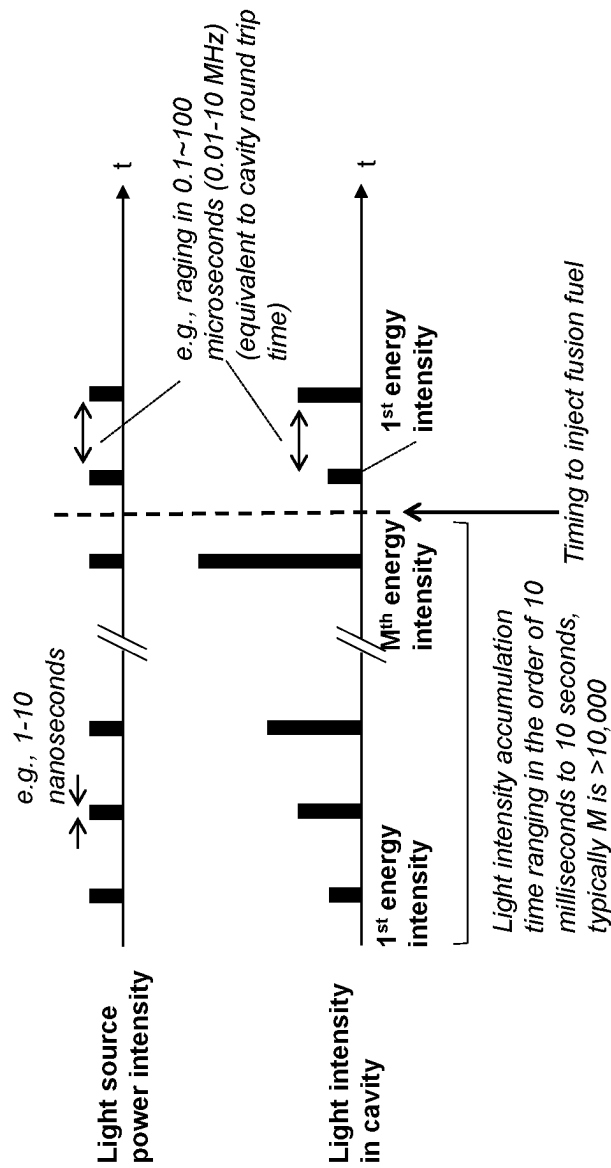 Light source
power intensity
e.g., 1-10
nanoseconds
t
e.g., raging in 0.1~100
microseconds (0.01-10 MHz)
(equivalent to cavity round trip
time)
Light intensity
in cavity
1st energy
intensity
Mth energy
intensity
1st energy
intensity
t
Light intensity accumulation
time ranging in the order of 10
milliseconds to 10 seconds,
typically M is >10,000
Timing to inject fusion fuel